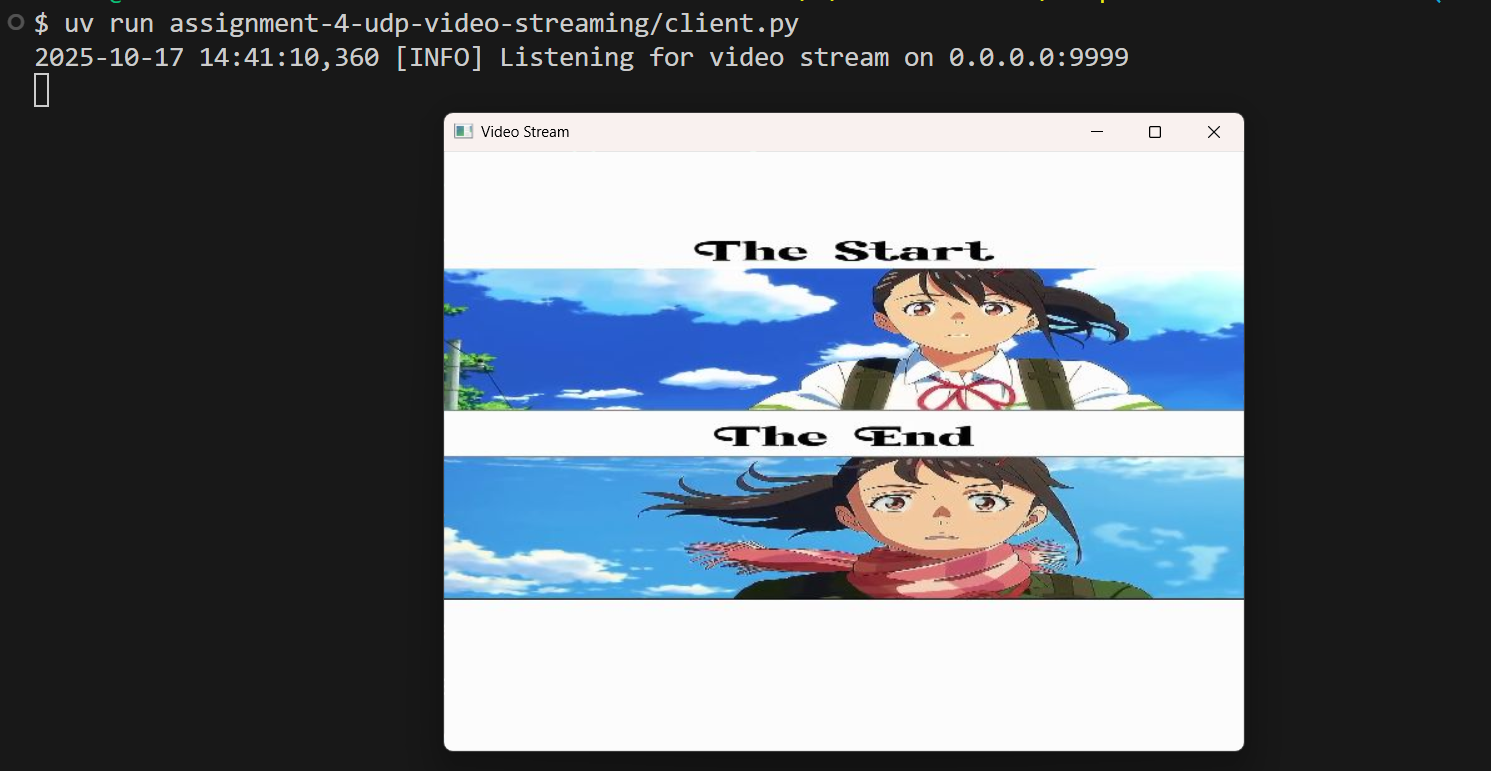 $ uv run assignment-4-udp-video-streaming/client.py
2025-10-17 14:41:10,360 [INFO] Listening for video stream on 0.0.0.0:9999
Video Stream
The Start
The End